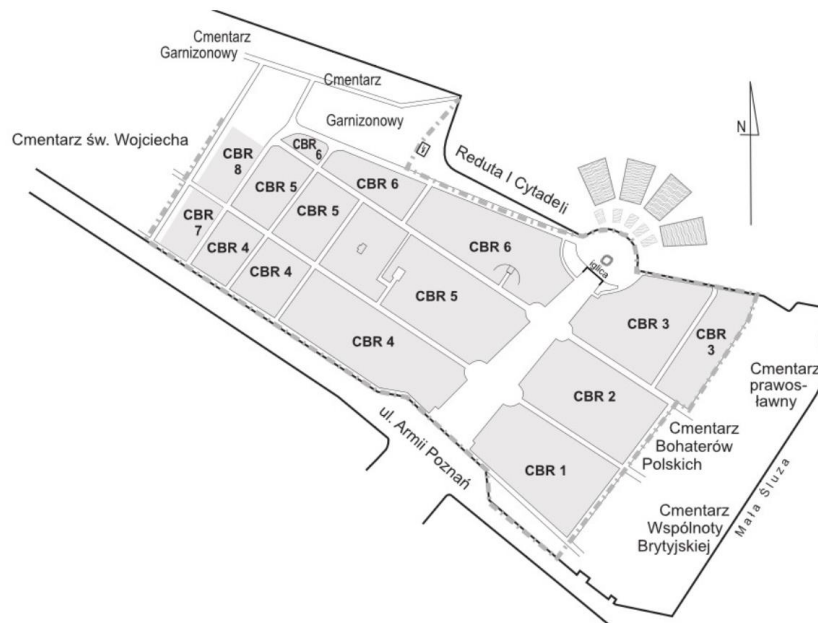 Cmentarz
Garnizonowy
Cmentarz
Garnizonowy
Cmentarz św. Wojciecha
Reduta I Cytadeli
N
CBR
8
CBR
6
CBR 6
CBR 5
CBR 5
CBR
7
CBR 4
CBR 4
CBR 6
iglica
CBR 5
CBR 4
CBR 3
CBR
3
CBR 2
CBR 1
ul. Armii Poznań
Cmentarz
prawos-
ławny
Cmentarz
Bohaterów
Polskich
Cmentarz
Wspólnoty
Brytyjskiej
Mała Śluza